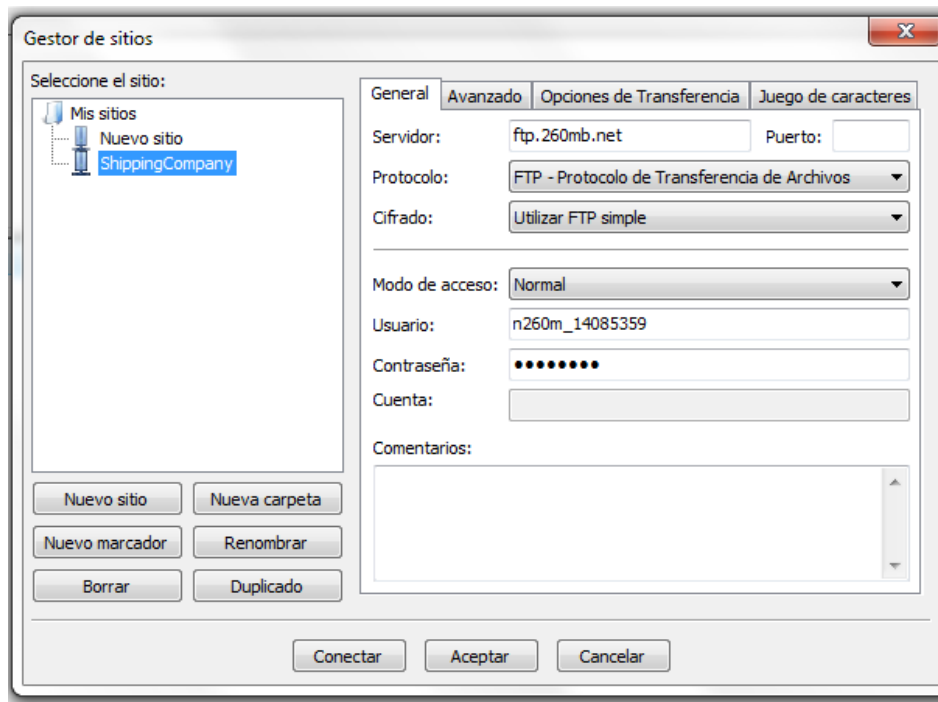 Gestor de sitios
Seleccione el sitio:
Mis sitios
Nuevo sitio
ShippingCompany
Nuevo sitio Nueva carpeta
Nuevo marcador Renombrar
Borrar Duplicado
General Avanzado Opciones de Transferencia Juego de caracteres
Servidor: ftp.260mb.net Puerto:
Protocolo: FTP - Protocolo de Transferencia de Archivos
Cifrado: Utilizar FTP simple
Modo de acceso: Normal
Usuario: n260m_14085359
Contraseña: ••••••••
Cuenta:
Comentarios:
Conectar Aceptar Cancelar